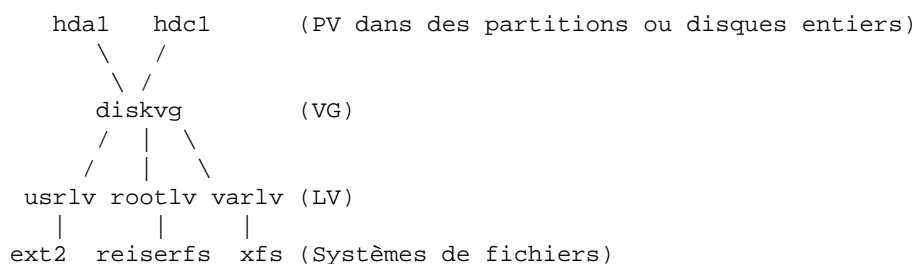 hda1 hdc1 (PV dans des partitions ou disques entiers)
\ /
\ /
diskvg (VG)
/ | \
/ | \
usrlv rootlv varlv (LV)
| | |
ext2 reiserfs xfs (Systèmes de fichiers)